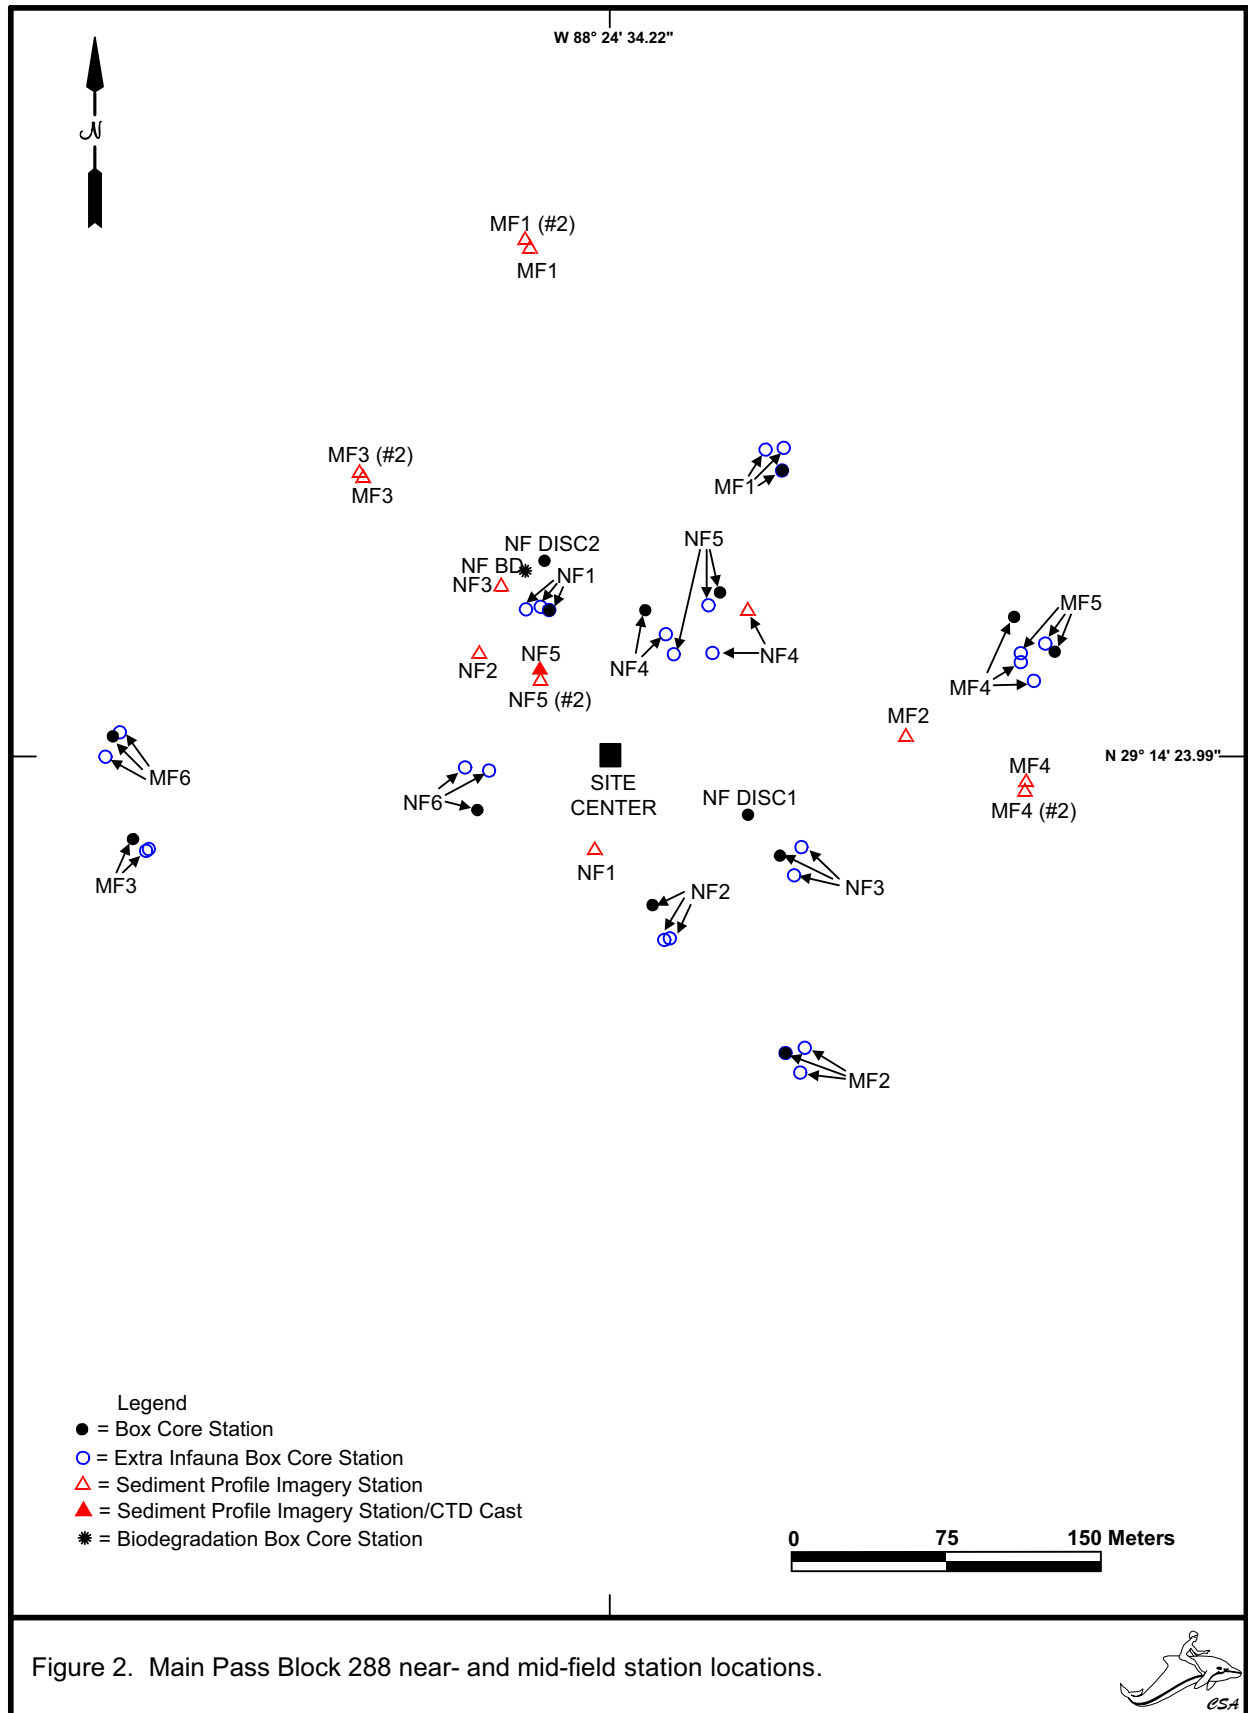 W 88° 24' 34.22"
N
MF1 (#2)
MF1
MF3 (#2)
MF3
MF1
NF DISC2
NF5
NF BD
NF1
NF3
MF5
NF5
NF2
NF4
NF4
NF5 (#2)
MF4
MF2
N 29° 14' 23.99"
MF6
MF4
SITE
CENTER
NF6
NF DISC1
MF4 (#2)
NF1
MF3
NF2
NF3
MF2
Legend
= Box Core Station
= Extra Infauna Box Core Station
= Sediment Profile Imagery Station
= Sediment Profile Imagery Station/CTD Cast
= Biodegradation Box Core Station
0 75 150 Meters
Figure 2. Main Pass Block 288 near- and mid-field station locations.
CSA